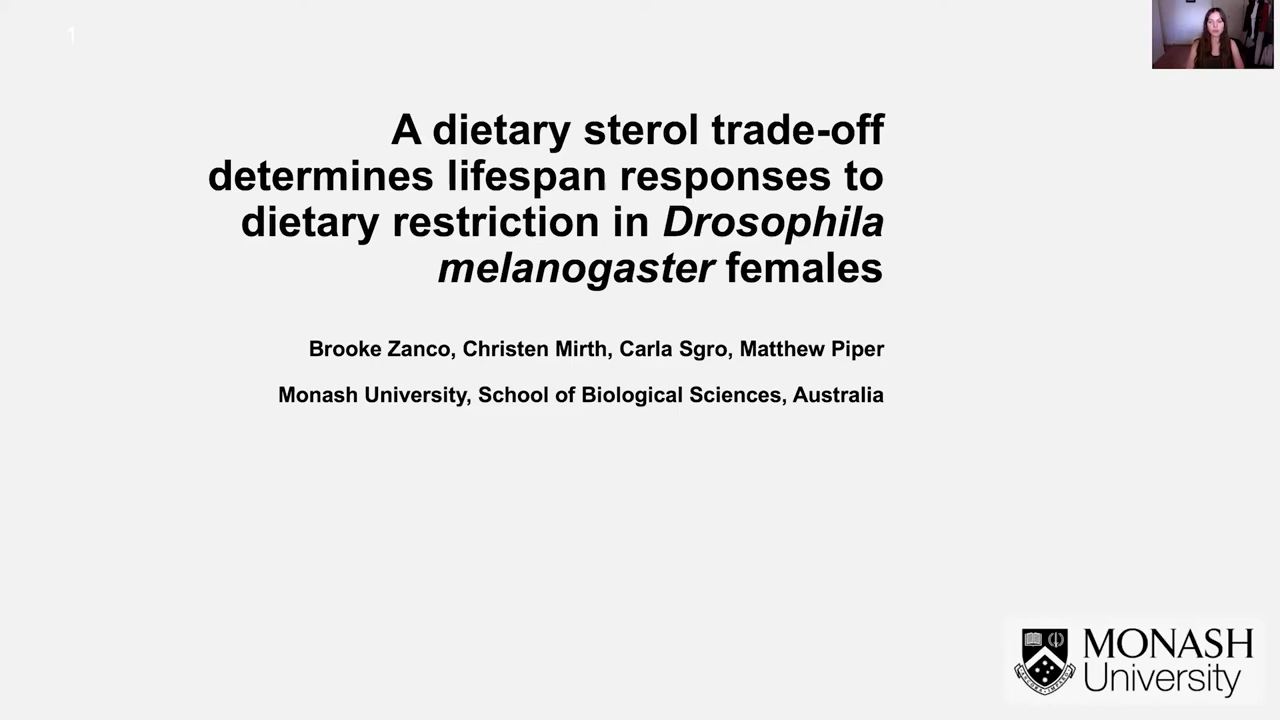 1
A dietary sterol trade-off
determines lifespan responses to
dietary restriction in Drosophila
melanogaster females
Brooke Zanco, Christen Mirth, Carla Sgro, Matthew Piper
Monash University, School of Biological Sciences, Australia
MONASH
University